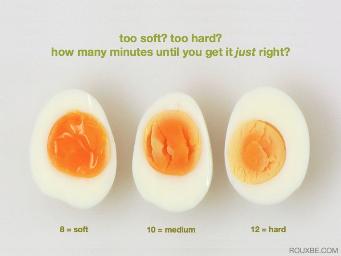 too soft? too hard?
how many minutes until you get it just right?
8 = soft
10 = medium
12 = hard
ROUXBE.COM